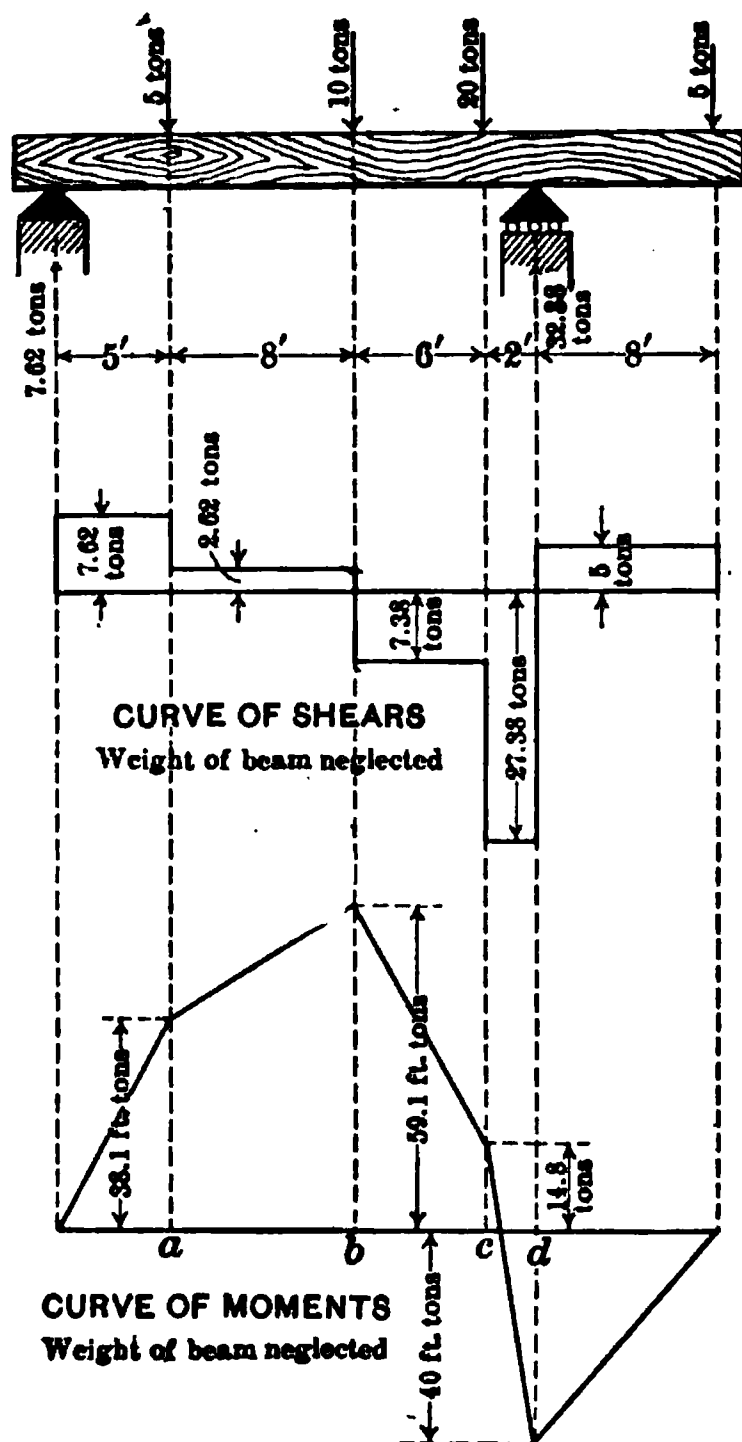 5 tons
10 tons
20 tons
5 tons
7.62 tons
32.38
tons
5'
8'
6'
2'
8'
7.62
tons
2.62 tons
7.38
tons
27.38 tons
5
tons
CURVE OF SHEARS
Weight of beam neglected
38.1 ft. tons
59.1 ft. tons
14.8
tons
a
b
c
d
40 ft. tons
CURVE OF MOMENTS
Weight of beam neglected